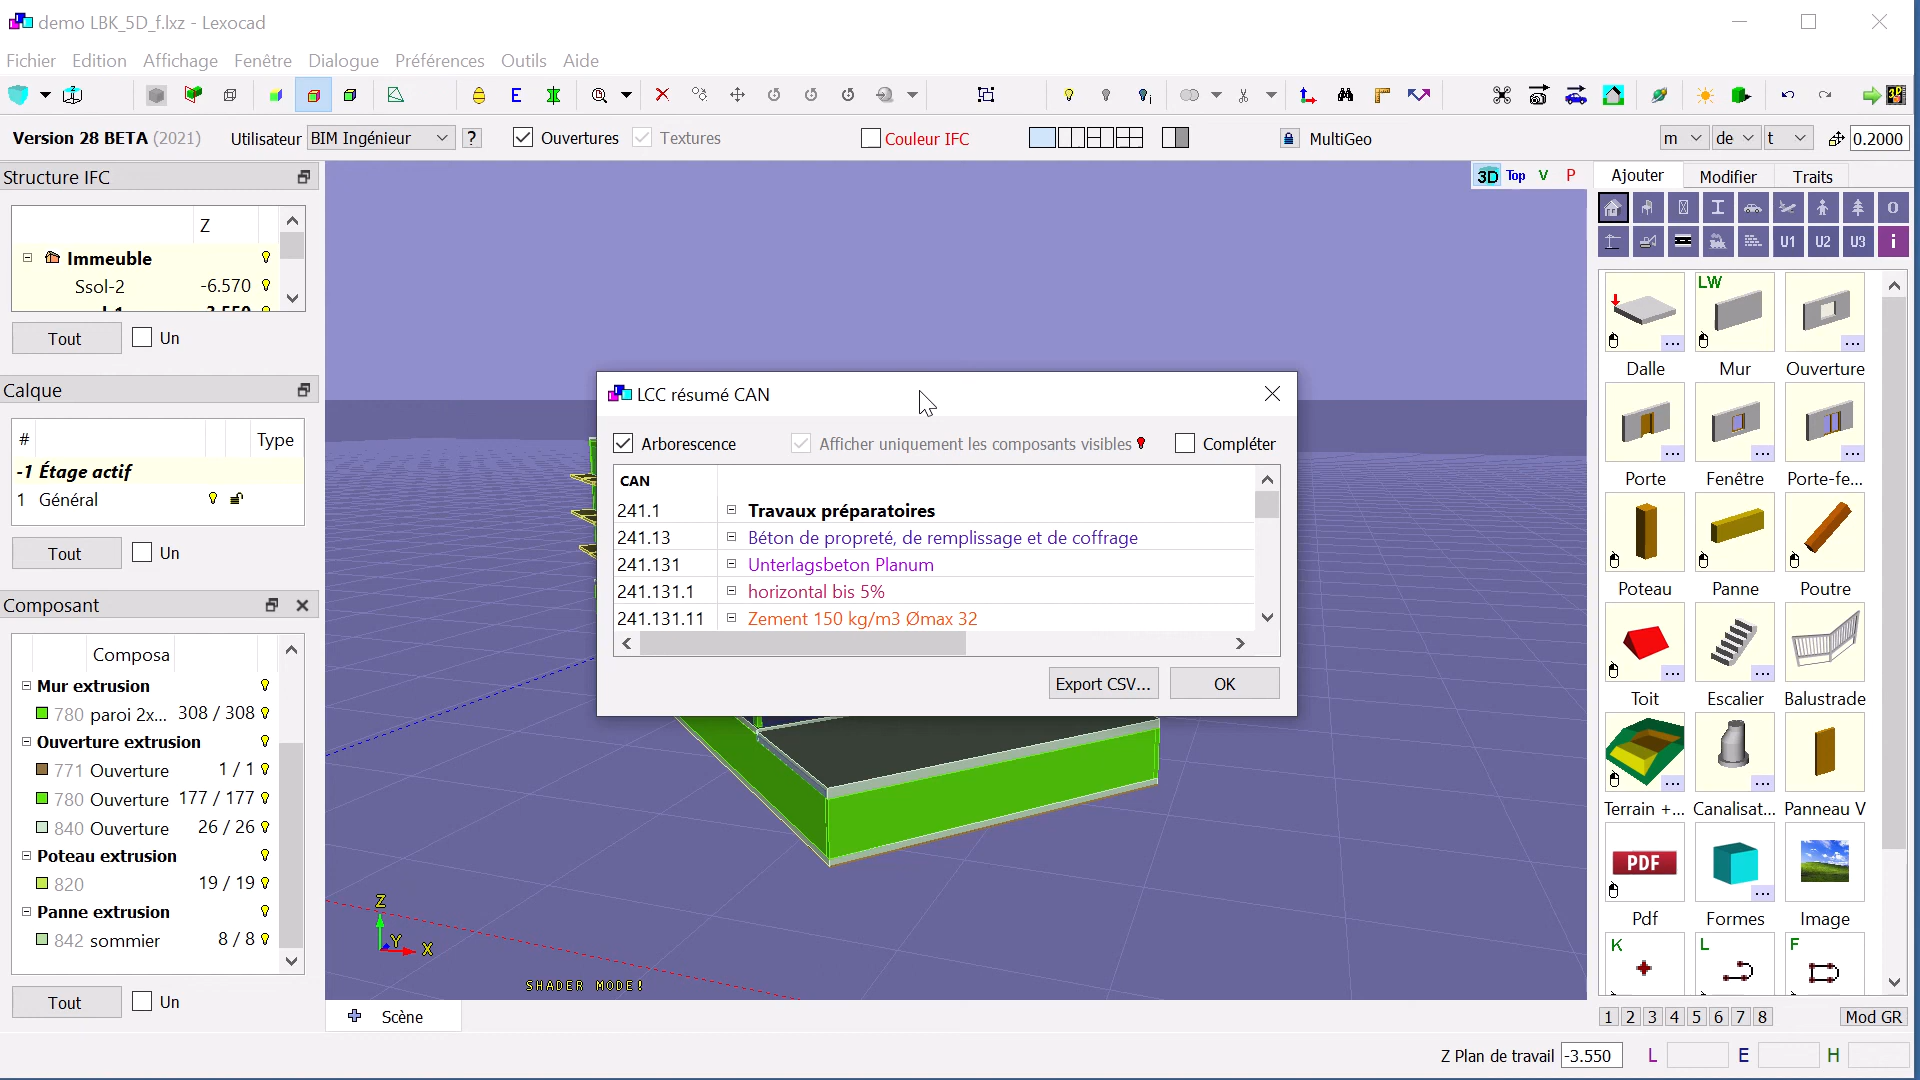 demo LBK_5D_f.lxz - Lexocad
Fichier Edition Affichage Fenêtre Dialogue Préférences Outils Aide
Version 28 BETA (2021) Utilisateur BIM Ingénieur ? Ouvertures Textures Couleur IFC MultiGeo m de t 0.2000
Structure IFC
Z
Immeuble
Ssol-2 -6.570
Tout Un
Calque
# Type
-1 Étage actif
1 Général
Tout Un
Composant
Composa
Mur extrusion
780 paroi 2x... 308 / 308
Ouverture extrusion
771 Ouverture 1 / 1
780 Ouverture 177 / 177
840 Ouverture 26 / 26
Poteau extrusion
820 19 / 19
Panne extrusion
842 sommier 8 / 8
Tout Un
3D Top V P
LCC résumé CAN
Arborescence Afficher uniquement les composants visibles Compléter
CAN
241.1 Travaux préparatoires
241.13 Béton de propreté, de remplissage et de coffrage
241.131 Unterlagsbeton Planum
241.131.1 horizontal bis 5%
241.131.11 Zement 150 kg/m3 Ømax 32
Export CSV... OK
Z
Y X
SHADER MODE!
Scène
Ajouter Modifier Traits
O
U1 U2 U3 i
LW
Dalle Mur Ouverture
Porte Fenêtre Porte-fe...
Poteau Panne Poutre
Toit Escalier Balustrade
Terrain +... Canalisat... Panneau V
PDF
Pdf Formes Image
K L F
1 2 3 4 5 6 7 8 Mod GR
Z Plan de travail -3.550 L E H